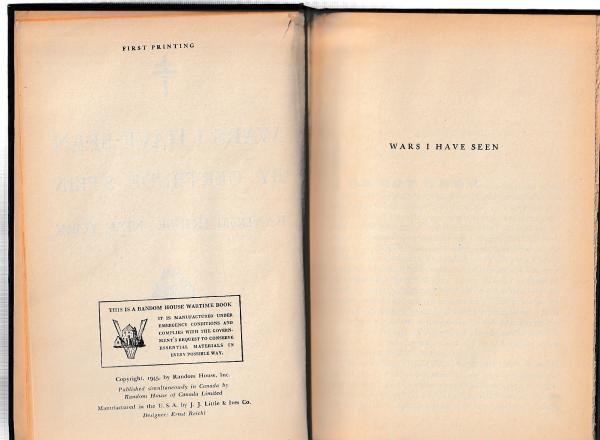 FIRST PRINTING
THIS IS A RANDOM HOUSE WARTIME BOOK
IT IS MANUFACTURED UNDER
EMERGENCY CONDITIONS AND
COMPLIES WITH THE GOVERN-
MENT'S REQUEST TO CONSERVE
ESSENTIAL MATERIALS IN
EVERY POSSIBLE WAY.
Copyright, 1945, by Random House, Inc.
Published simultaneously in Canada by
Random House of Canada Limited
Manufactured in the U. S. A. by J. J. Little & Ives Co.
Designer: Ernst Reichl
WARS I HAVE SEEN